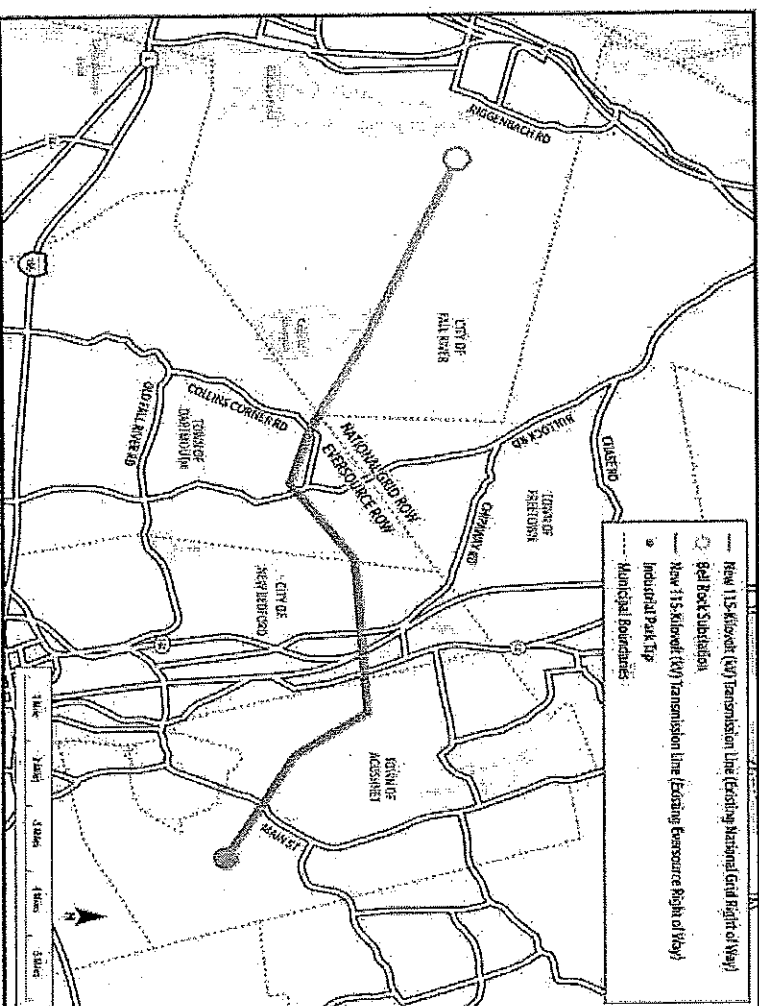 New 115-Kilovolt (kV) Transmission Line (Existing National Grid Right of Way)
Bell Rock Substation
New 115-Kilovolt (kV) Transmission Line (Existing Eversource Right of Way)
Industrial Park Tap
Municipal Boundaries
RIGGENBACH RD
CITY OF
FALL RIVER
BULLOCK RD
CHASE RD
TOWN OF
FREETOWN
CHIPAWAY RD
NATIONAL GRID ROW
EVERSOURCE ROW
COLLINS CORNER RD
TOWN OF
DARTMOUTH
OLD FALL RIVER RD
CITY OF
NEW BEDFORD
TOWN OF
ACUSHNET
MAIN ST
195
1 Mile
2 Miles
3 Miles
4 Miles
5 Miles
N